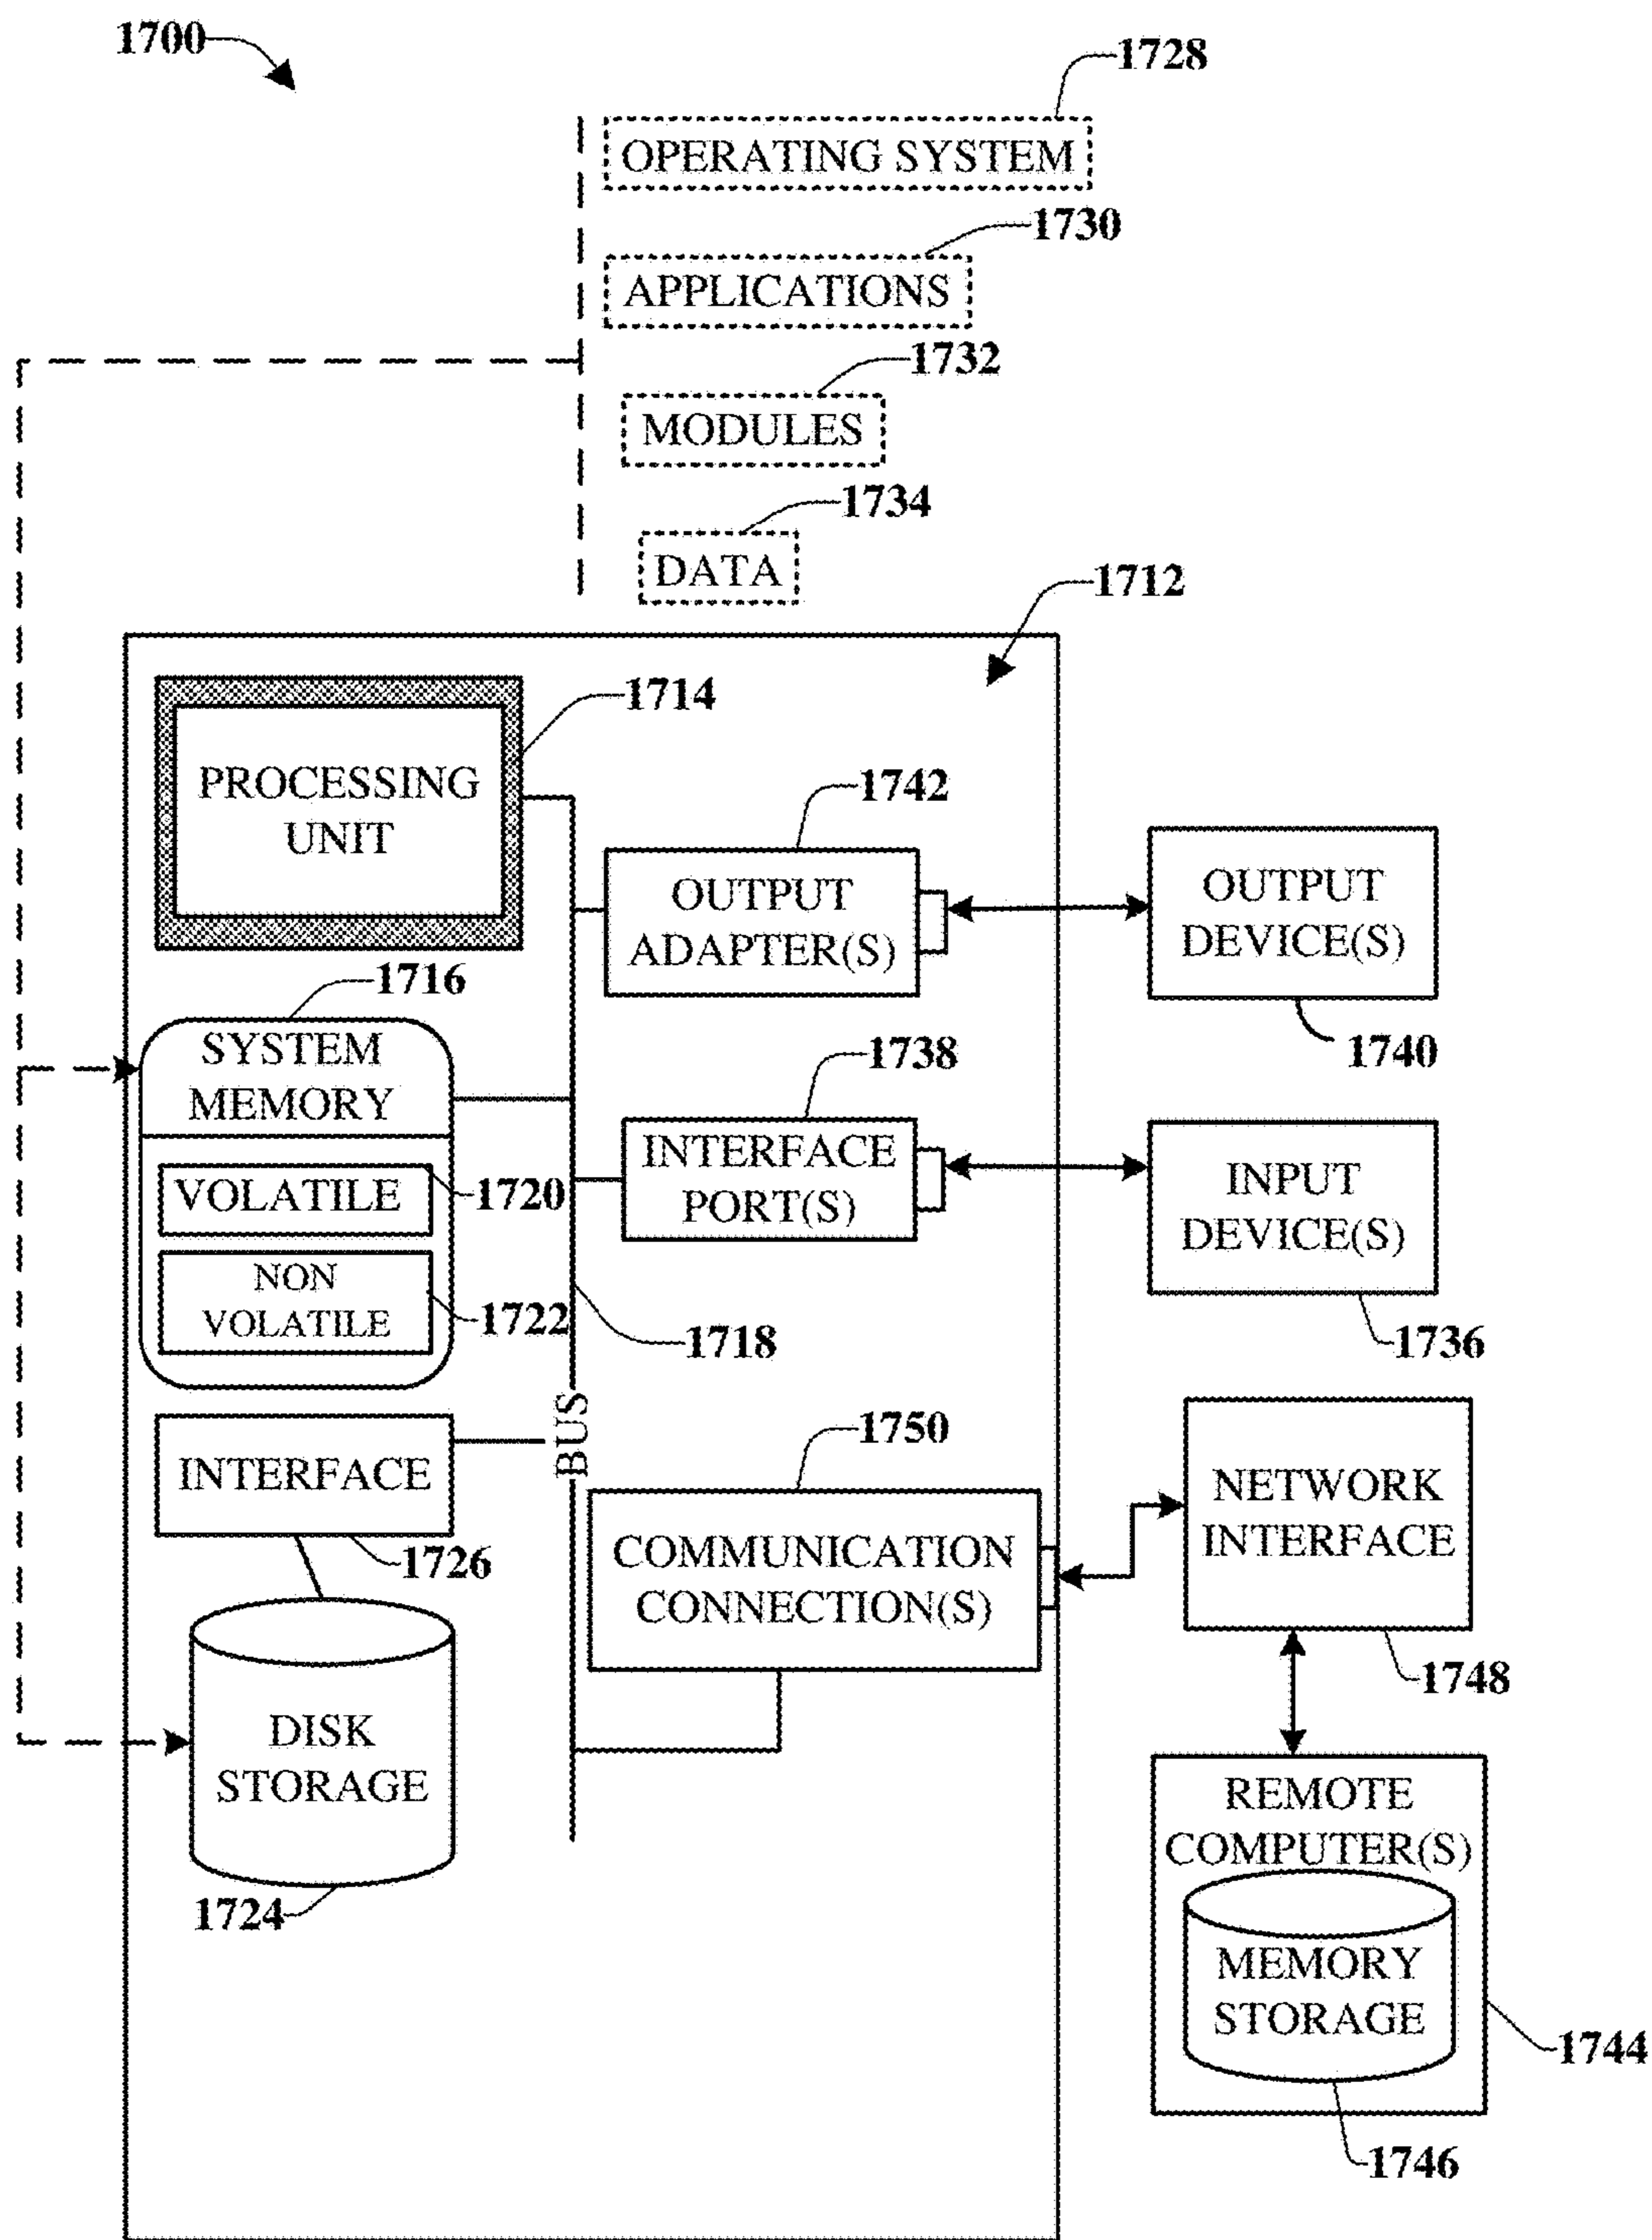 1700
1728
OPERATING SYSTEM
1730
APPLICATIONS
1732
MODULES
1734
DATA
1712
1714
PROCESSING
UNIT
1742
OUTPUT
ADAPTER(S)
OUTPUT
DEVICE(S)
1740
1716
SYSTEM
MEMORY
VOLATILE
1720
NON
VOLATILE
1722
1738
INTERFACE
PORT(S)
INPUT
DEVICE(S)
1736
1718
BUS
INTERFACE
1726
1750
COMMUNICATION
CONNECTION(S)
NETWORK
INTERFACE
1748
DISK
STORAGE
1724
REMOTE
COMPUTER(S)
MEMORY
STORAGE
1744
1746